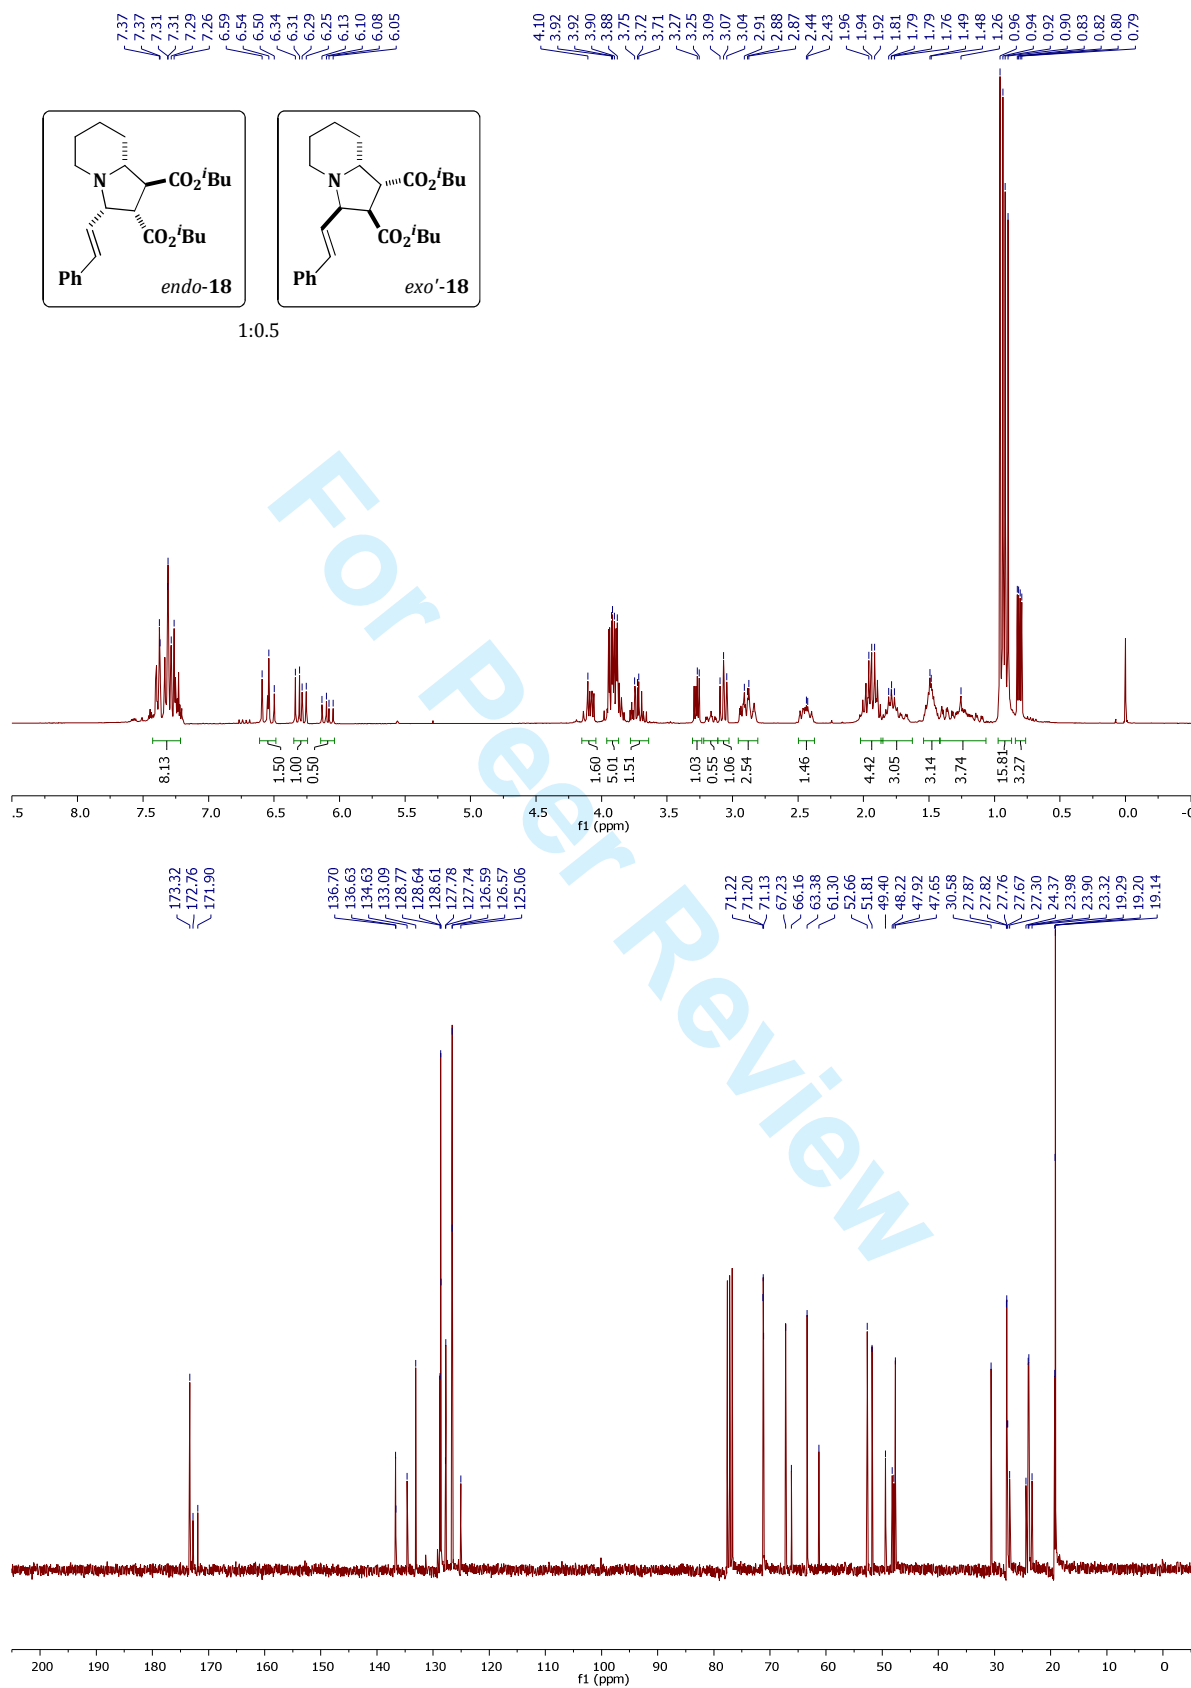 7.37 7.37 7.31 7.31 7.29 7.26 6.59 6.54 6.50 6.34 6.31 6.29 6.25 6.13 6.10 6.08 6.05 4.10 3.92 3.92 3.90 3.88 3.75 3.72 3.71 3.27 3.25 3.09 3.07 3.04 2.91 2.88 2.87 2.44 2.43 1.96 1.94 1.92 1.81 1.79 1.79 1.76 1.49 1.48 1.26 0.96 0.94 0.92 0.90 0.83 0.82 0.80 0.79
N CO₂ⁱBu CO₂ⁱBu Ph endo-18
N CO₂ⁱBu CO₂ⁱBu Ph exo'-18
1:0.5
For Peer Review
8.13 1.50 1.00 0.50 1.60 5.01 1.51 1.03 0.55 1.06 2.54 1.46 4.42 3.05 3.14 3.74 15.81 3.27
.5 8.0 7.5 7.0 6.5 6.0 5.5 5.0 4.5 4.0 3.5 3.0 2.5 2.0 1.5 1.0 0.5 0.0 -0
f1 (ppm)
173.32 172.76 171.90 136.70 136.63 134.63 133.09 128.77 128.64 128.61 127.78 127.74 126.59 126.57 125.06 71.22 71.20 71.13 67.23 66.16 63.38 61.30 52.66 51.81 49.40 48.22 47.92 47.65 30.58 27.87 27.82 27.76 27.67 27.30 24.37 23.98 23.90 23.32 19.29 19.20 19.14
200 190 180 170 160 150 140 130 120 110 100 90 80 70 60 50 40 30 20 10 0
f1 (ppm)